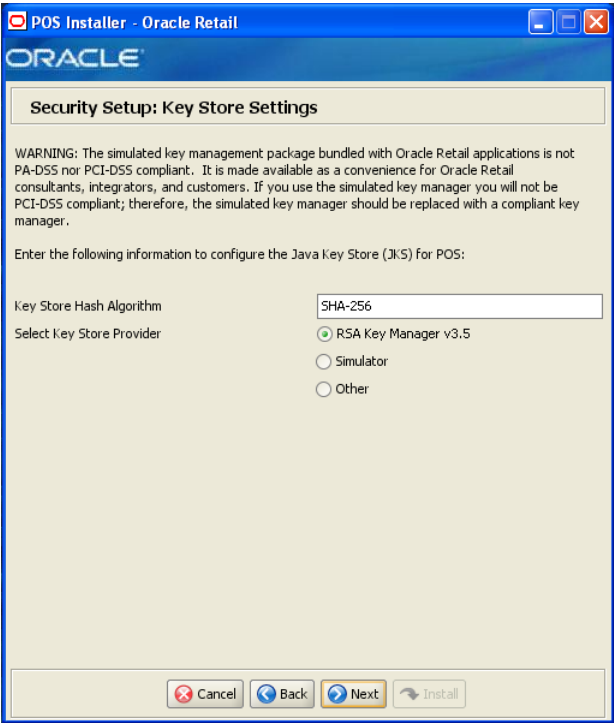 POS Installer - Oracle Retail
ORACLE
Security Setup: Key Store Settings
WARNING: The simulated key management package bundled with Oracle Retail applications is not
PA-DSS nor PCI-DSS compliant.  It is made available as a convenience for Oracle Retail
consultants, integrators, and customers. If you use the simulated key manager you will not be
PCI-DSS compliant; therefore, the simulated key manager should be replaced with a compliant key
manager.
Enter the following information to configure the Java Key Store (JKS) for POS:
Key Store Hash Algorithm SHA-256
Select Key Store Provider RSA Key Manager v3.5
Simulator
Other
Cancel Back Next Install